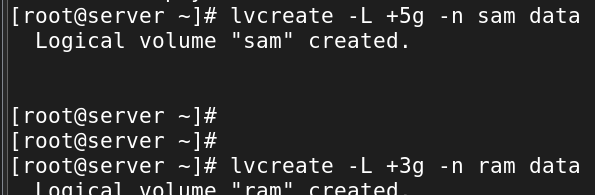 [root@server ~]# lvcreate -L +5g -n sam data
  Logical volume "sam" created.
[root@server ~]#
[root@server ~]#
[root@server ~]# lvcreate -L +3g -n ram data
  Logical volume "ram" created.